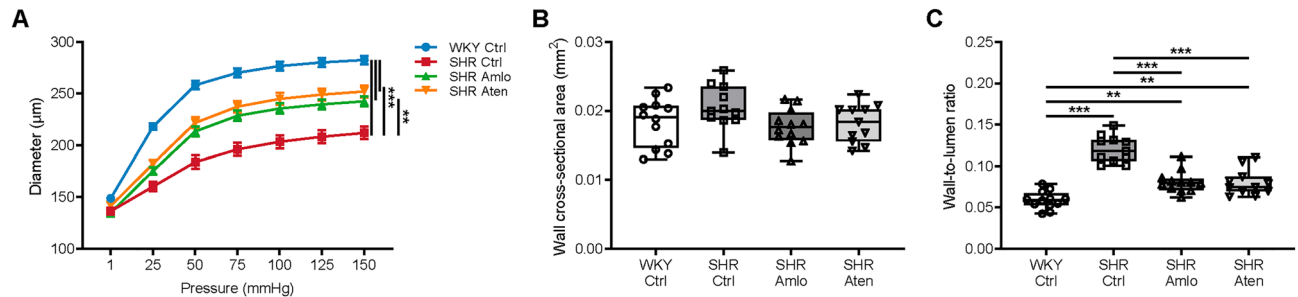 A
300
250
200
150
100
Diameter (µm)
1 25 50 75 100 125 150
Pressure (mmHg)
WKY Ctrl
SHR Ctrl
SHR Amlo
SHR Aten
***
**
B
0.03
0.02
0.01
0.00
Wall cross-sectional area (mm²)
WKY Ctrl
SHR Ctrl
SHR Amlo
SHR Aten
C
0.25
0.20
0.15
0.10
0.05
0.00
Wall-to-lumen ratio
***
***
**
**
***
WKY Ctrl
SHR Ctrl
SHR Amlo
SHR Aten